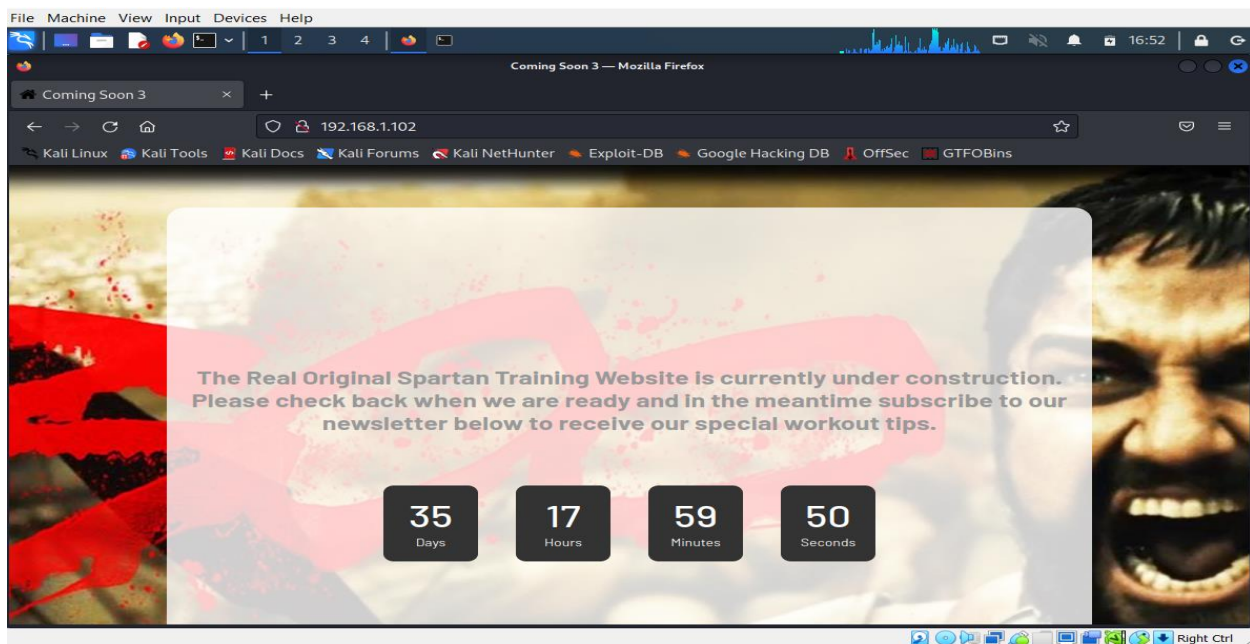 File Machine View Input Devices Help
1 2 3 4
16:52
Coming Soon 3 — Mozilla Firefox
Coming Soon 3
192.168.1.102
Kali Linux Kali Tools Kali Docs Kali Forums Kali NetHunter Exploit-DB Google Hacking DB OffSec GTFOBins
The Real Original Spartan Training Website is currently under construction.
Please check back when we are ready and in the meantime subscribe to our
newsletter below to receive our special workout tips.
35 17 59 50
Days Hours Minutes Seconds
Right Ctrl